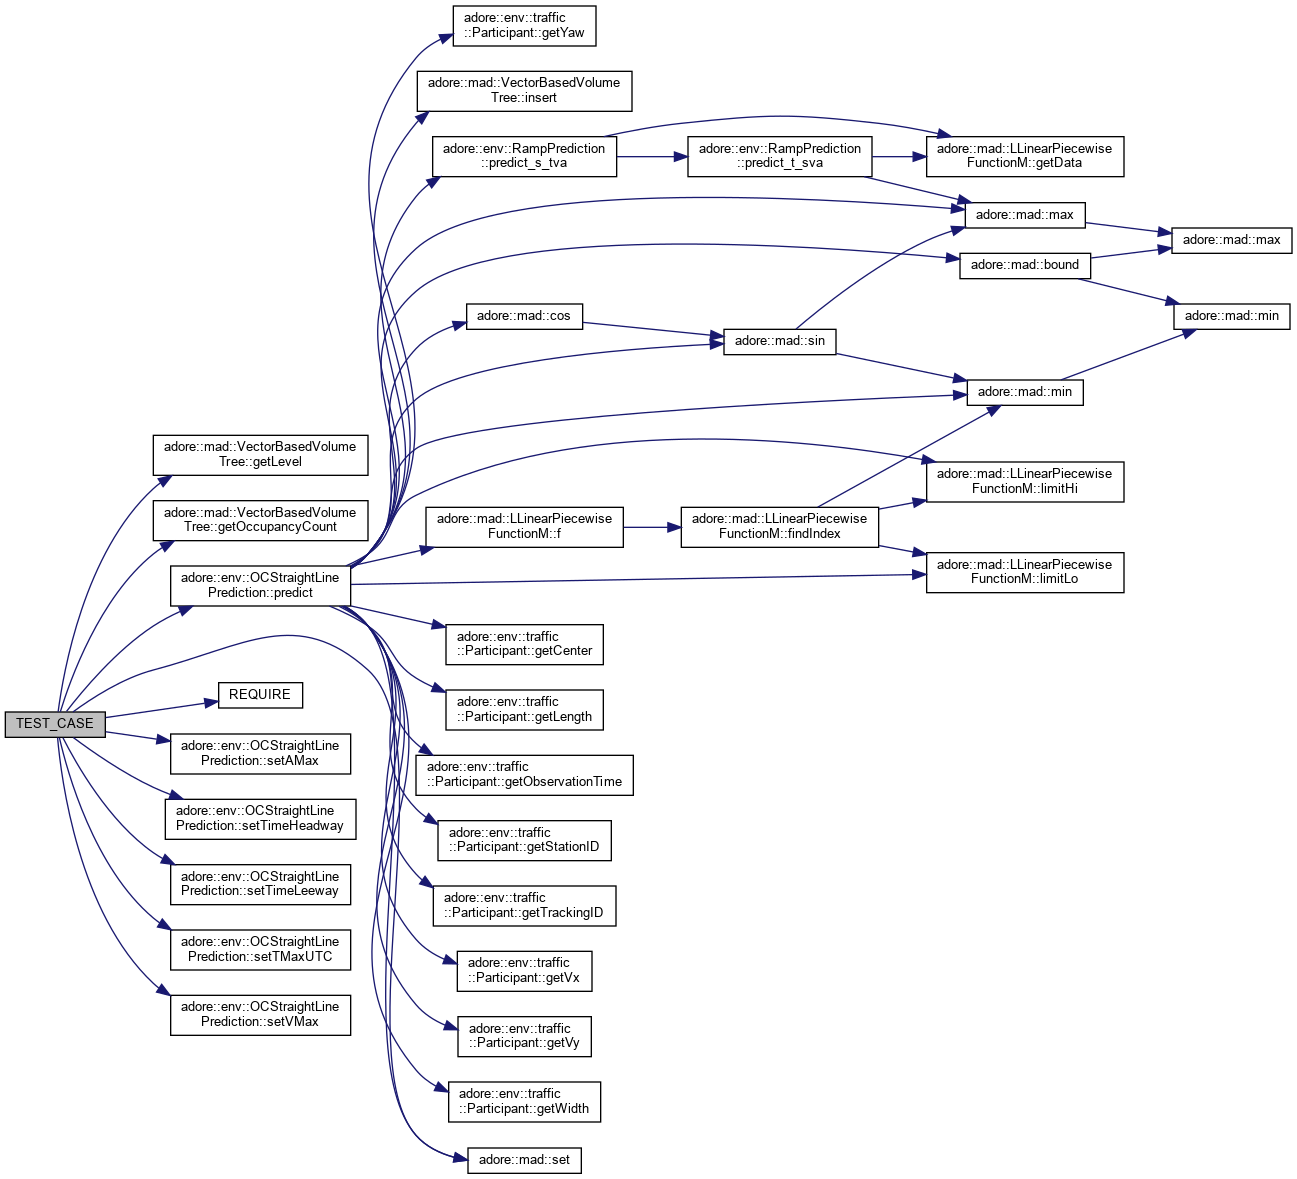 adore::env::traffic
::Participant::getYaw
adore::mad::VectorBasedVolume
Tree::insert
adore::env::RampPrediction
::predict_s_tva
adore::env::RampPrediction
::predict_t_sva
adore::mad::LLinearPiecewise
FunctionM::getData
adore::mad::max
adore::mad::max
adore::mad::bound
adore::mad::cos
adore::mad::sin
adore::mad::min
adore::mad::min
adore::mad::VectorBasedVolume
Tree::getLevel
adore::mad::LLinearPiecewise
FunctionM::limitHi
adore::mad::VectorBasedVolume
Tree::getOccupancyCount
adore::mad::LLinearPiecewise
FunctionM::f
adore::mad::LLinearPiecewise
FunctionM::findIndex
adore::mad::LLinearPiecewise
FunctionM::limitLo
adore::env::OCStraightLine
Prediction::predict
adore::env::traffic
::Participant::getCenter
REQUIRE
adore::env::traffic
::Participant::getLength
TEST_CASE
adore::env::OCStraightLine
Prediction::setAMax
adore::env::traffic
::Participant::getObservationTime
adore::env::OCStraightLine
Prediction::setTimeHeadway
adore::env::traffic
::Participant::getStationID
adore::env::OCStraightLine
Prediction::setTimeLeeway
adore::env::traffic
::Participant::getTrackingID
adore::env::OCStraightLine
Prediction::setTMaxUTC
adore::env::traffic
::Participant::getVx
adore::env::OCStraightLine
Prediction::setVMax
adore::env::traffic
::Participant::getVy
adore::env::traffic
::Participant::getWidth
adore::mad::set